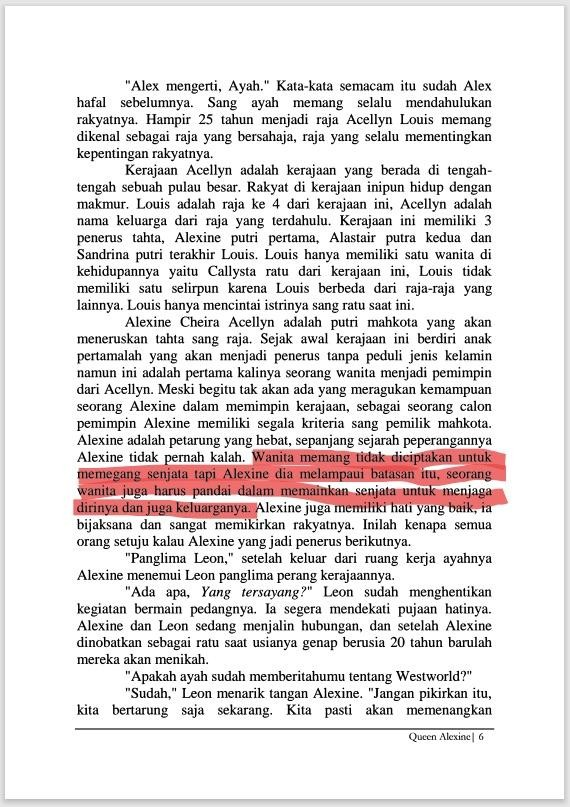 "Alex mengerti, Ayah." Kata-kata semacam itu sudah Alex
hafal sebelumnya. Sang ayah memang selalu mendahulukan
rakyatnya. Hampir 25 tahun menjadi raja Acellyn Louis memang
dikenal sebagai raja yang bersahaja, raja yang selalu mementingkan
kepentingan rakyatnya.
Kerajaan Acellyn adalah kerajaan yang berada di tengah-
tengah sebuah pulau besar. Rakyat di kerajaan inipun hidup dengan
makmur. Louis adalah raja ke 4 dari kerajaan ini, Acellyn adalah
nama keluarga dari raja yang terdahulu. Kerajaan ini memiliki 3
penerus tahta, Alexine putri pertama, Alastair putra kedua dan
Sandrina putri terakhir Louis. Louis hanya memiliki satu wanita di
kehidupannya yaitu Callysta ratu dari kerajaan ini, Louis tidak
memiliki satu selirpun karena Louis berbeda dari raja-raja yang
lainnya. Louis hanya mencintai istrinya sang ratu saat ini.
Alexine Cheira Acellyn adalah putri mahkota yang akan
meneruskan tahta sang raja. Sejak awal kerajaan ini berdiri anak
pertamalah yang akan menjadi penerus tanpa peduli jenis kelamin
namun ini adalah pertama kalinya seorang wanita menjadi pemimpin
dari Acellyn. Meski begitu tak akan ada yang meragukan kemampuan
seorang Alexine dalam memimpin kerajaan, sebagai seorang calon
pemimpin Alexine memiliki segala kriteria sang pemilik mahkota.
Alexine adalah petarung yang hebat, sepanjang sejarah peperangannya
Alexine tidak pernah kalah. Wanita memang tidak diciptakan untuk
memegang senjata tapi Alexine dia melampaui batasan itu, seorang
wanita juga harus pandai dalam memainkan senjata untuk menjaga
dirinya dan juga keluarganya. Alexine juga memiliki hati yang baik, ia
bijaksana dan sangat memikirkan rakyatnya. Inilah kenapa semua
orang setuju kalau Alexine yang jadi penerus berikutnya.
"Panglima Leon," setelah keluar dari ruang kerja ayahnya
Alexine menemui Leon panglima perang kerajaannya.
"Ada apa, Yang tersayang?" Leon sudah menghentikan
kegiatan bermain pedangnya. Ia segera mendekati pujaan hatinya.
Alexine dan Leon sedang menjalin hubungan, dan setelah Alexine
dinobatkan sebagai ratu saat usianya genap berusia 20 tahun barulah
mereka akan menikah.
"Apakah ayah sudah memberitahumu tentang Westworld?"
"Sudah," Leon menarik tangan Alexine. "Jangan pikirkan itu,
kita bertarung saja sekarang. Kita pasti akan memenangkan
Queen Alexine| 6